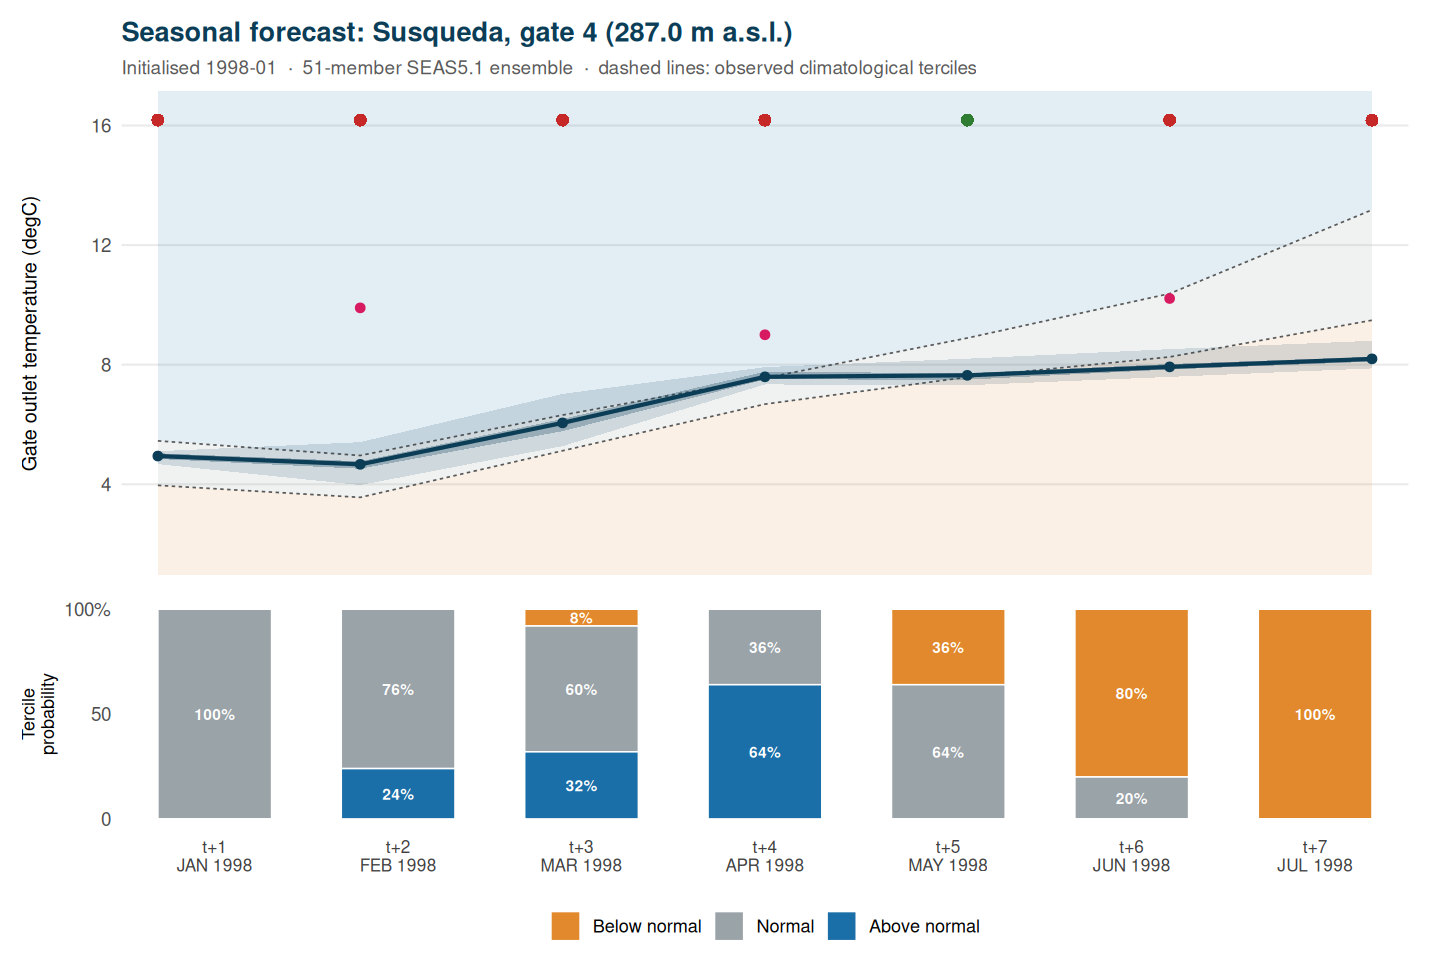 Seasonal forecast: Susqueda, gate 4 (287.0 m a.s.l.)
Initialised 1998-01 · 51-member SEAS5.1 ensemble · dashed lines: observed climatological terciles
Gate outlet temperature (degC)
16
12
8
4
Tercile
probability
100%
50
0
100%
76%
24%
8%
60%
32%
36%
64%
36%
64%
80%
20%
100%
t+1
JAN 1998
t+2
FEB 1998
t+3
MAR 1998
t+4
APR 1998
t+5
MAY 1998
t+6
JUN 1998
t+7
JUL 1998
Below normal
Normal
Above normal